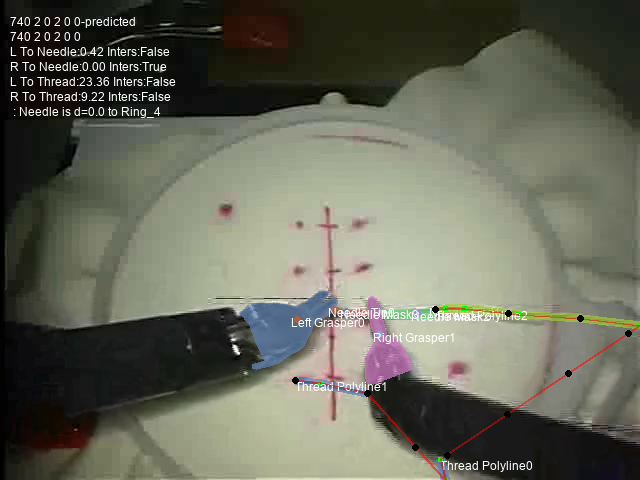 740 2 0 2 0 0-predicted
740 2 0 2 0 0
L To Needle:0.42 Inters:False
R To Needle:0.00 Inters:True
L To Thread:23.36 Inters:False
R To Thread:9.22 Inters:False
: Needle is d=0.0 to Ring_4
Left Grasper0
Right Grasper1
Thread Polyline1
Thread Polyline0